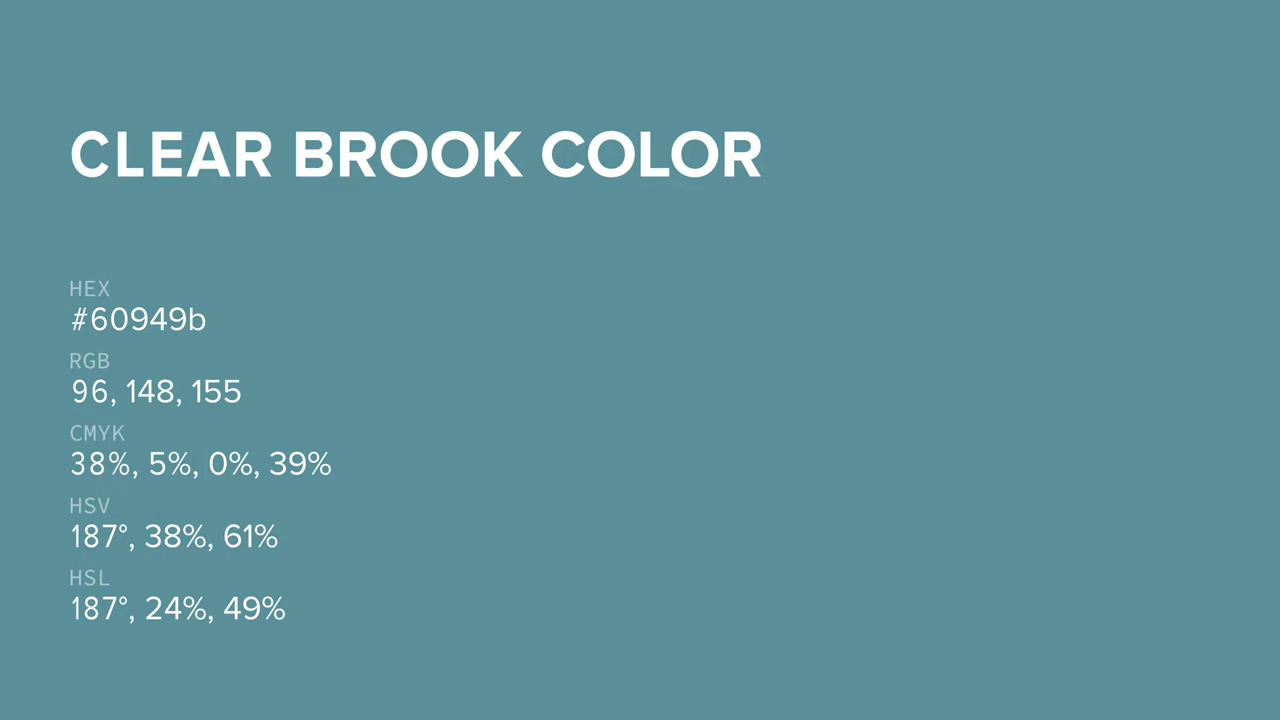 CLEAR BROOK COLOR
HEX
#60949b
RGB
96, 148, 155
CMYK
38%, 5%, 0%, 39%
HSV
187°, 38%, 61%
HSL
187°, 24%, 49%